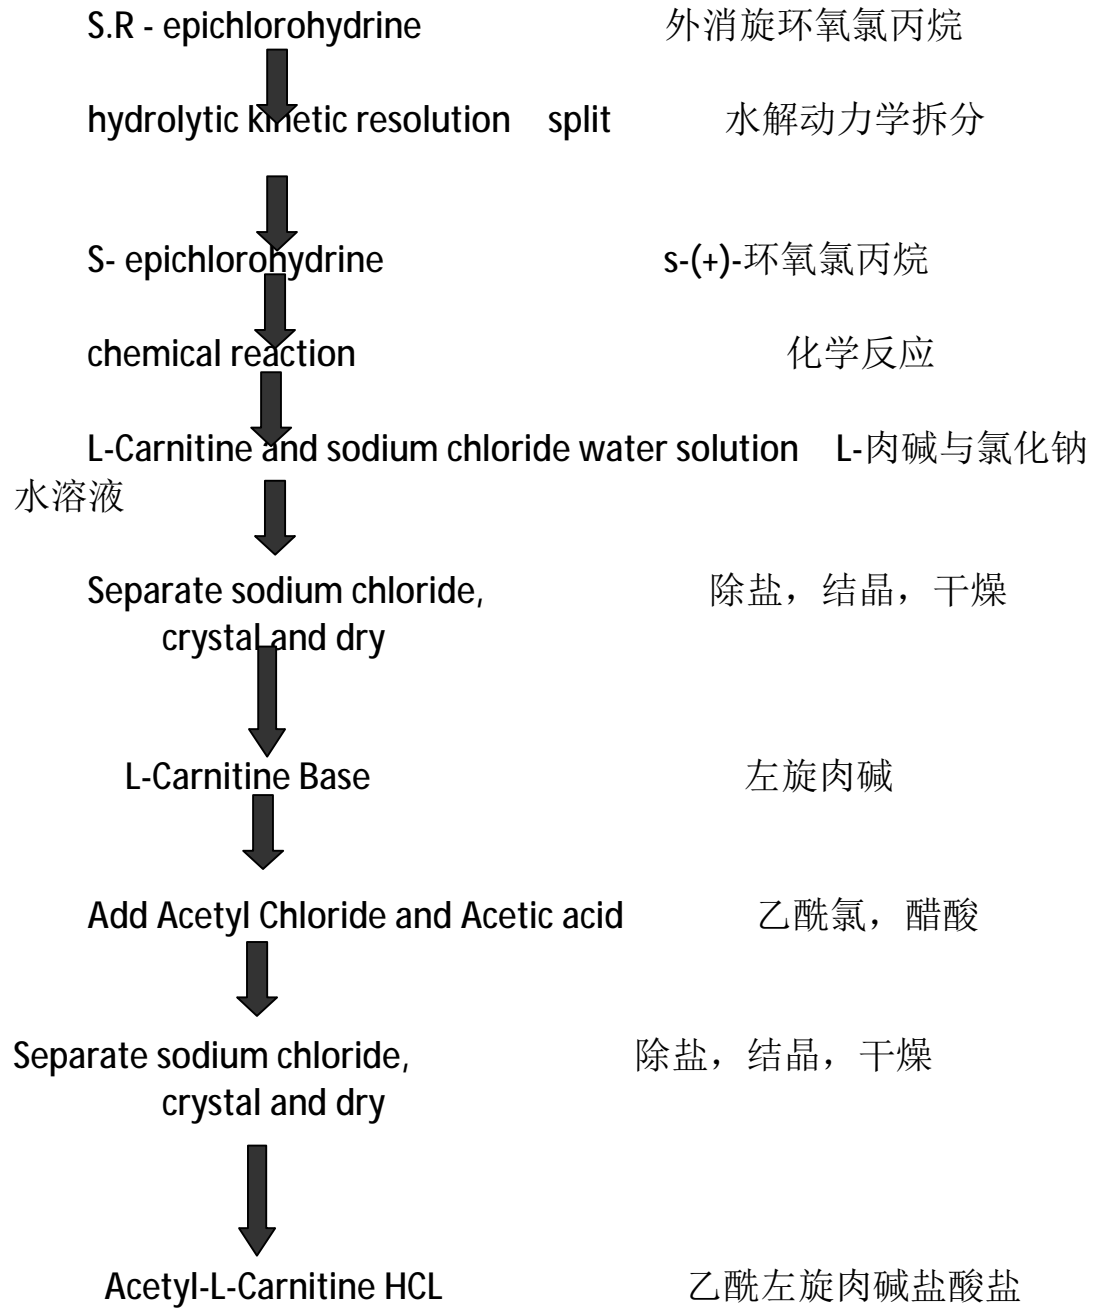 S.R - epichlorohydrine 外消旋环氧氯丙烷
hydrolytic kinetic resolution split 水解动力学拆分
S- epichlorohydrine s-(+)-环氧氯丙烷
chemical reaction 化学反应
L-Carnitine and sodium chloride water solution L-肉碱与氯化钠
水溶液
Separate sodium chloride, 除盐，结晶，干燥
crystal and dry
L-Carnitine Base 左旋肉碱
Add Acetyl Chloride and Acetic acid 乙酰氯，醋酸
Separate sodium chloride, 除盐，结晶，干燥
crystal and dry
Acetyl-L-Carnitine HCL 乙酰左旋肉碱盐酸盐